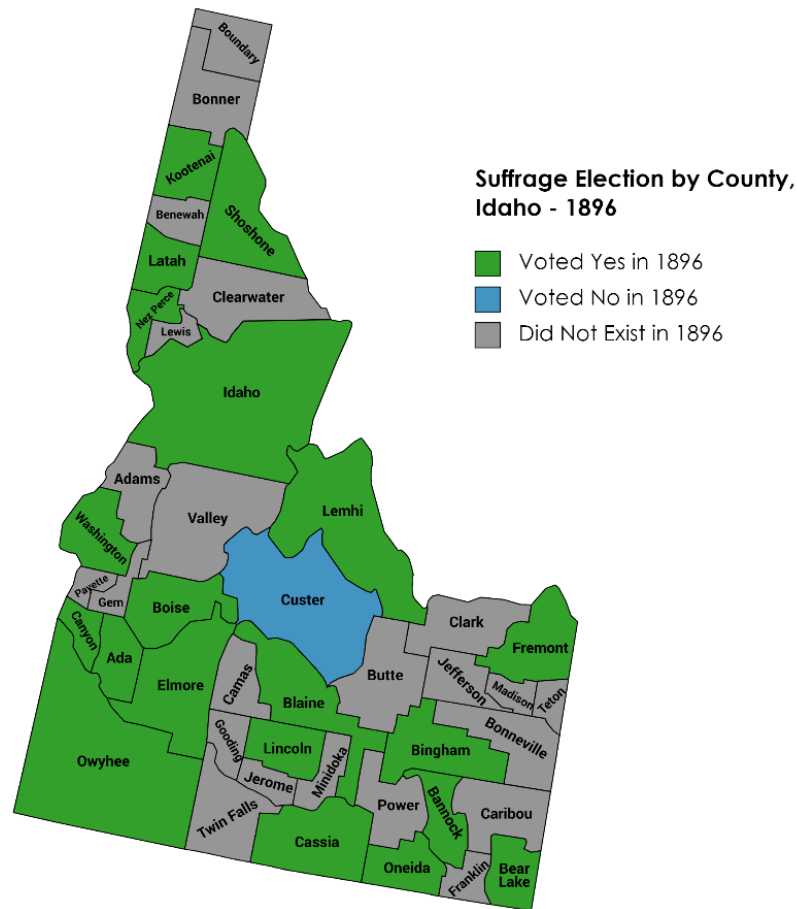 Boundary
Bonner
Kootenai
Suffrage Election by County,
Idaho - 1896
Benewah
Shoshone
Latah
Voted Yes in 1896
Clearwater
Voted No in 1896
Nez Perce
Lewis
Did Not Exist in 1896
Idaho
Adams
Lemhi
Valley
Washington
Payette
Gem
Custer
Boise
Clark
Canyon
Fremont
Ada
Elmore
Camas
Butte
Jefferson
Madison
Teton
Blaine
Gooding
Lincoln
Minidoka
Bingham
Bonneville
Owyhee
Jerome
Power
Bannock
Caribou
Twin Falls
Cassia
Oneida
Franklin
Bear
Lake